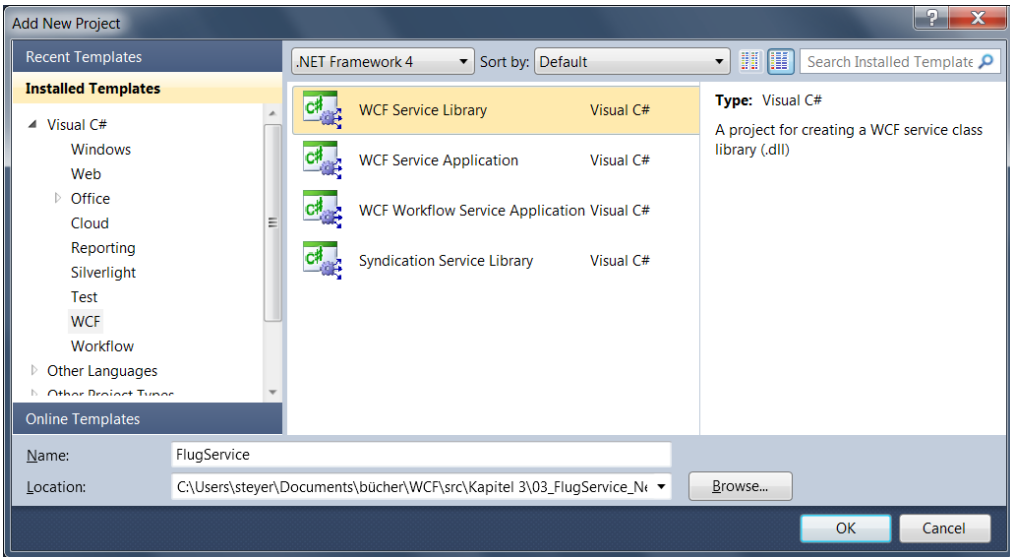 Add New Project
Recent Templates
Installed Templates
Visual C#
Windows
Web
Office
Cloud
Reporting
Silverlight
Test
WCF
Workflow
Other Languages
Other Project Types
Online Templates
.NET Framework 4 Sort by: Default Search Installed Template
WCF Service Library Visual C#
WCF Service Application Visual C#
WCF Workflow Service Application Visual C#
Syndication Service Library Visual C#
Type: Visual C#
A project for creating a WCF service class
library (.dll)
Name: FlugService
Location: C:\Users\steyer\Documents\bücher\WCF\src\Kapitel 3\03_FlugService_Ne Browse...
OK Cancel